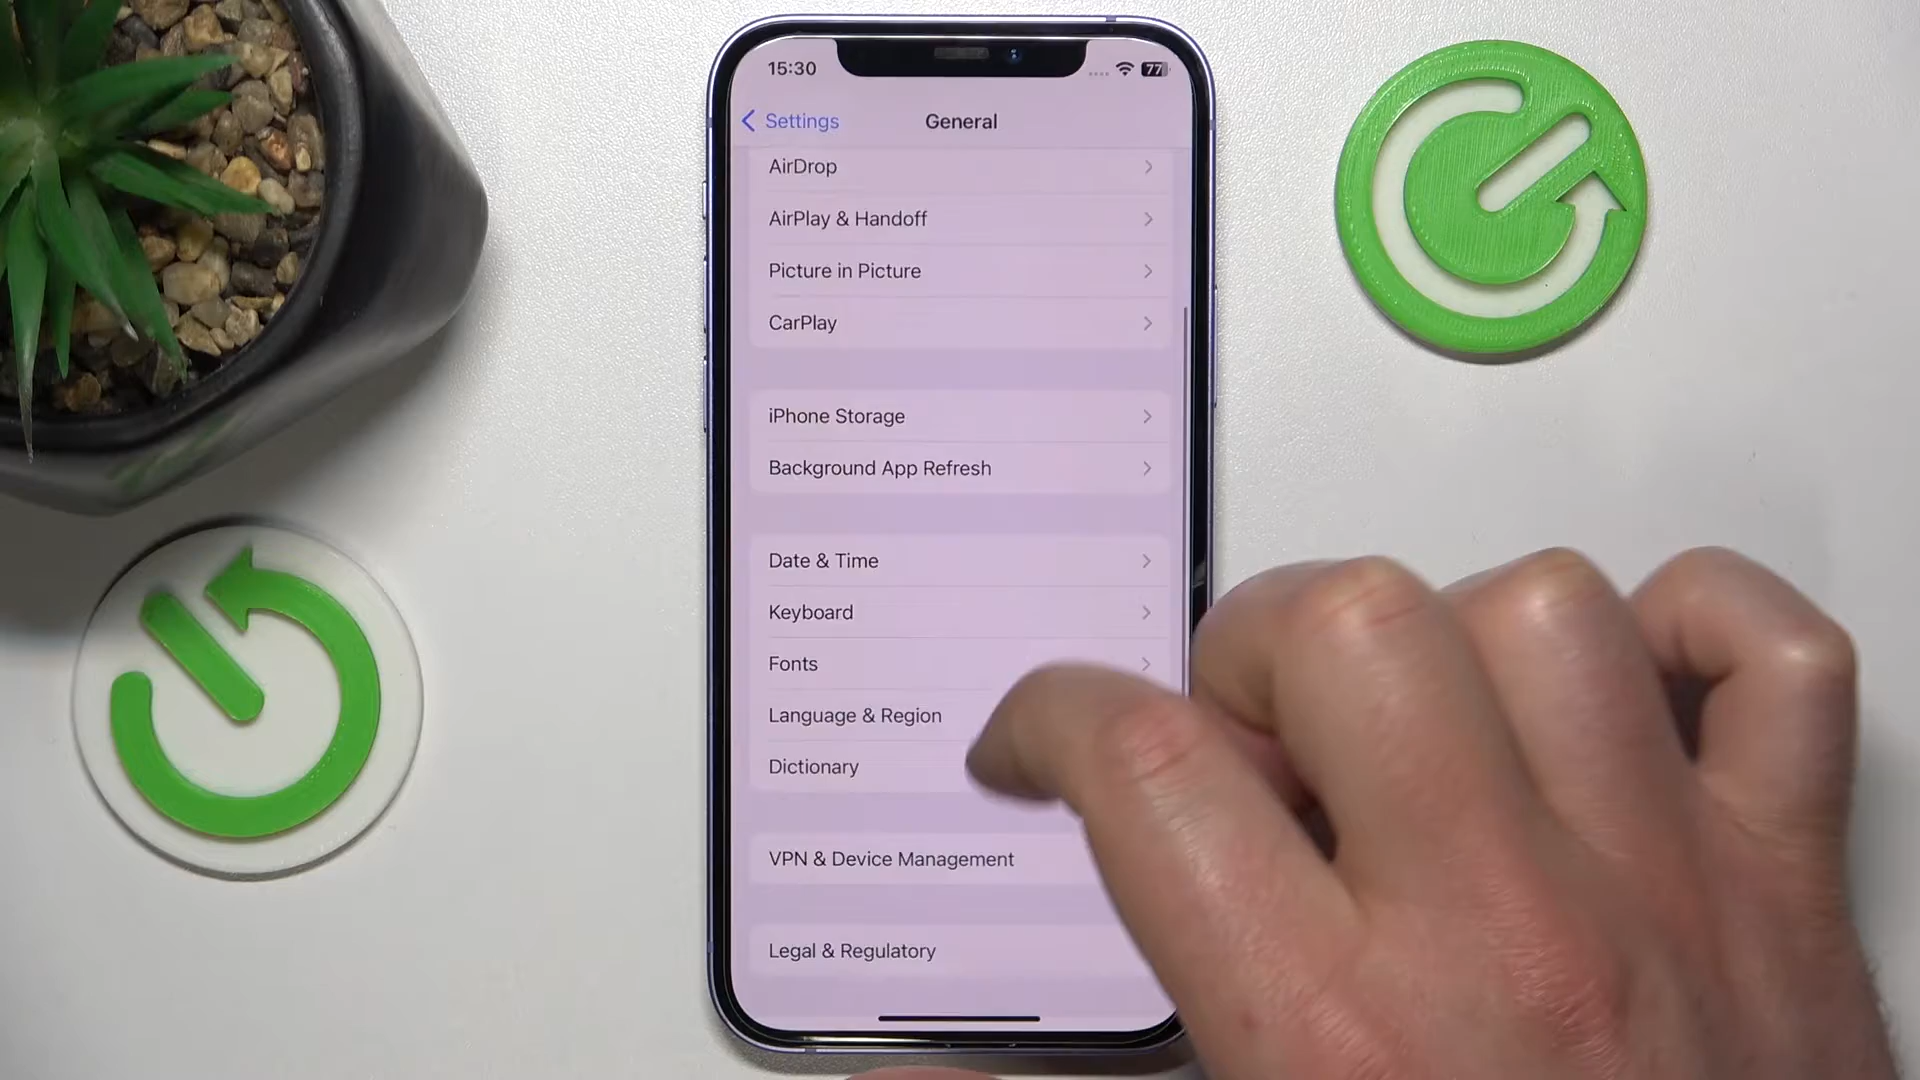 15:30
77
Settings
General
AirDrop
AirPlay & Handoff
Picture in Picture
CarPlay
iPhone Storage
Background App Refresh
Date & Time
Keyboard
Fonts
Language & Region
Dictionary
VPN & Device Management
Legal & Regulatory